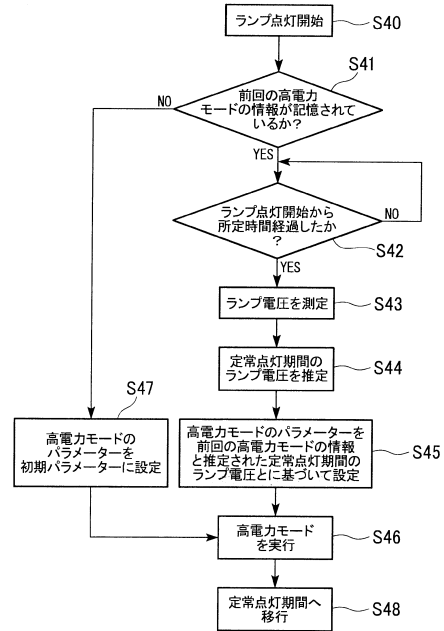 ランプ点灯開始
S40
S41
前回の高電力
モードの情報が記憶されて
いるか？
NO
YES
ランプ点灯開始から
所定時間経過したか
？
NO
S42
YES
ランプ電圧を測定
S43
定常点灯期間の
ランプ電圧を推定
S44
S47
高電力モードの
パラメーターを
初期パラメーターに設定
高電力モードのパラメーターを
前回の高電力モードの情報
と推定された定常点灯期間の
ランプ電圧とに基づいて設定
S45
高電力モード
を実行
S46
定常点灯期間へ
移行
S48